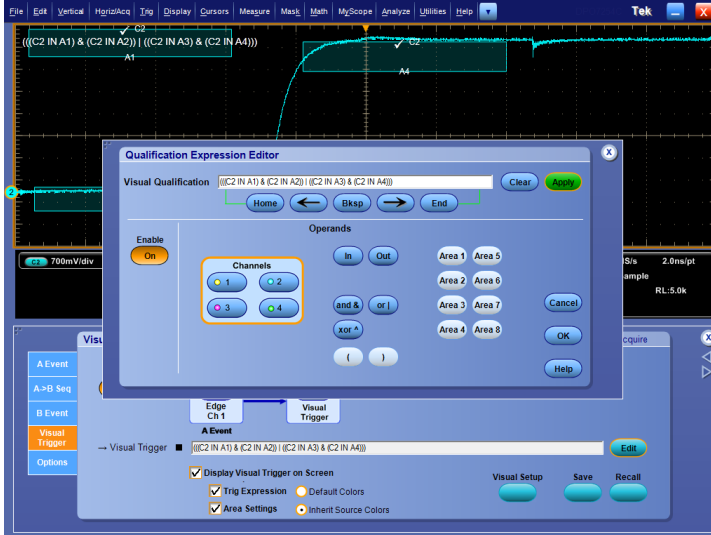 File Edit Vertical Horiz/Acq Trig Display Cursors Measure Mask Math MyScope Analyze Utilities Help Tek X
C2
(((C2 IN A1) & (C2 IN A2)) | ((C2 IN A3) & (C2 IN A4)))
A1
C2
A4
Qualification Expression Editor X
Visual Qualification (((C2 IN A1) & (C2 IN A2)) | ((C2 IN A3) & (C2 IN A4))) Clear Apply
Home Bksp End
2
Operands
Enable
On
Channels
1 2
3 4
In Out
and & or |
xor ^
( )
Area 1 Area 5
Area 2 Area 6
Area 3 Area 7
Area 4 Area 8
Cancel
OK
Help
C2 700mV/div
S/s 2.0ns/pt
ample
RL:5.0k
Visu
cquire X
A Event
A->B Seq
B Event
Visual
Trigger
Options
Edge
Ch 1
Visual
Trigger
A Event
→ Visual Trigger (((C2 IN A1) & (C2 IN A2)) | ((C2 IN A3) & (C2 IN A4))) Edit
Display Visual Trigger on Screen
Trig Expression Default Colors
Area Settings Inherit Source Colors
Visual Setup Save Recall